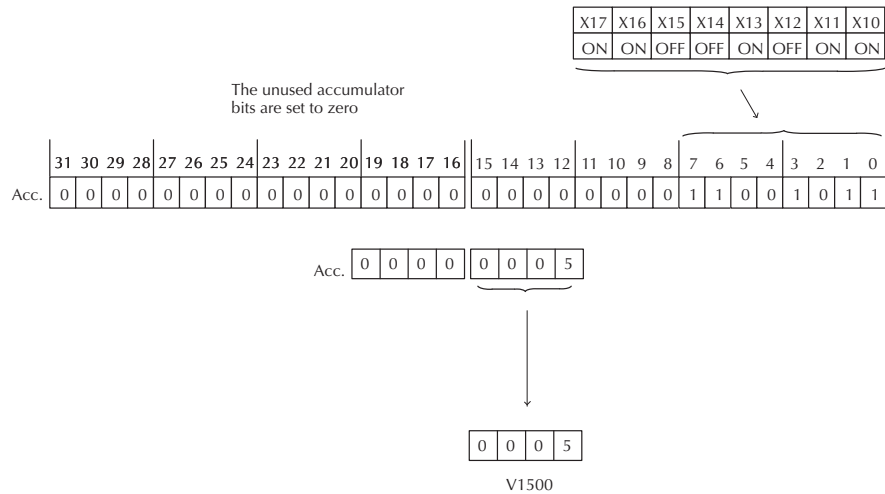 X17 X16 X15 X14 X13 X12 X11 X10
ON ON OFF OFF ON OFF ON ON
The unused accumulator
bits are set to zero
31 30 29 28 27 26 25 24 23 22 21 20 19 18 17 16 15 14 13 12 11 10 9 8 7 6 5 4 3 2 1 0
Acc. 0 0 0 0 0 0 0 0 0 0 0 0 0 0 0 0 0 0 0 0 0 0 0 0 1 1 0 0 1 0 1 1
Acc. 0 0 0 0 0 0 0 5
0 0 0 5
V1500